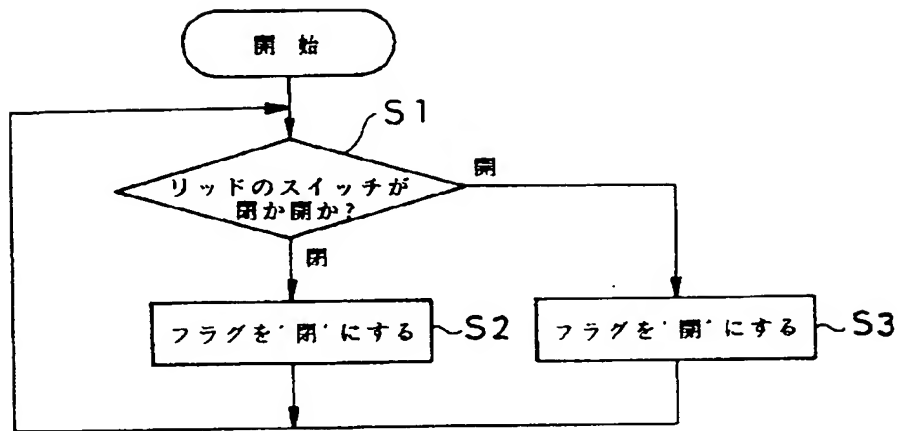 開始
S1
リッドのスイッチが
閉か開か?
開
閉
フラグを'閉'にする
S2
フラグを'開'にする
S3